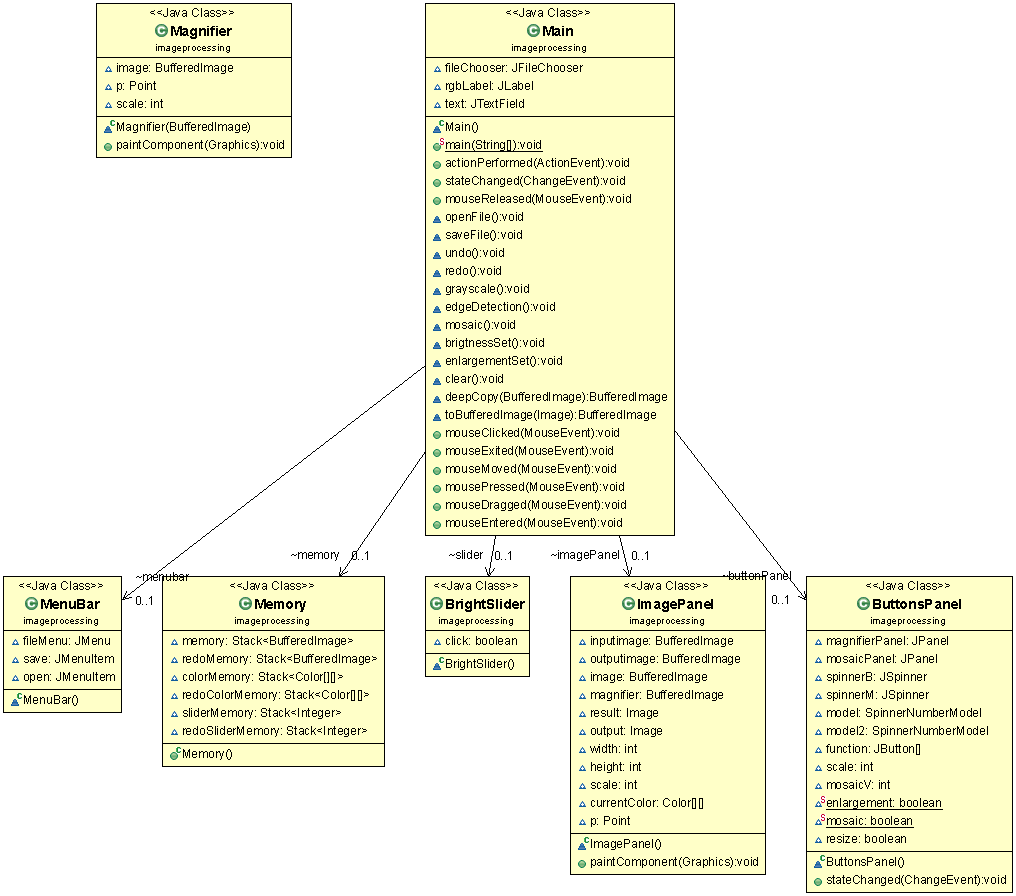 <<Java Class>>
Magnifier
imageprocessing
image: BufferedImage
p: Point
scale: int
Magnifier(BufferedImage)
paintComponent(Graphics):void
<<Java Class>>
Main
imageprocessing
fileChooser: JFileChooser
rgbLabel: JLabel
text: JTextField
Main()
main(String[]):void
actionPerformed(ActionEvent):void
stateChanged(ChangeEvent):void
mouseReleased(MouseEvent):void
openFile():void
saveFile():void
undo():void
redo():void
grayscale():void
edgeDetection():void
mosaic():void
brigtnessSet():void
enlargementSet():void
clear():void
deepCopy(BufferedImage):BufferedImage
toBufferedImage(Image):BufferedImage
mouseClicked(MouseEvent):void
mouseExited(MouseEvent):void
mouseMoved(MouseEvent):void
mousePressed(MouseEvent):void
mouseDragged(MouseEvent):void
mouseEntered(MouseEvent):void
~menubar
0..1
~memory
0..1
~slider
0..1
~imagePanel
0..1
~buttonPanel
0..1
<<Java Class>>
MenuBar
imageprocessing
fileMenu: JMenu
save: JMenuItem
open: JMenuItem
MenuBar()
<<Java Class>>
Memory
imageprocessing
memory: Stack<BufferedImage>
redoMemory: Stack<BufferedImage>
colorMemory: Stack<Color[][]>
redoColorMemory: Stack<Color[][]>
sliderMemory: Stack<Integer>
redoSliderMemory: Stack<Integer>
Memory()
<<Java Class>>
BrightSlider
imageprocessing
click: boolean
BrightSlider()
<<Java Class>>
ImagePanel
imageprocessing
inputimage: BufferedImage
outputimage: BufferedImage
image: BufferedImage
magnifier: BufferedImage
result: Image
output: Image
width: int
height: int
scale: int
currentColor: Color[][]
p: Point
ImagePanel()
paintComponent(Graphics):void
<<Java Class>>
ButtonsPanel
imageprocessing
magnifierPanel: JPanel
mosaicPanel: JPanel
spinnerB: JSpinner
spinnerM: JSpinner
model: SpinnerNumberModel
model2: SpinnerNumberModel
function: JButton[]
scale: int
mosaicV: int
enlargement: boolean
mosaic: boolean
resize: boolean
ButtonsPanel()
stateChanged(ChangeEvent):void